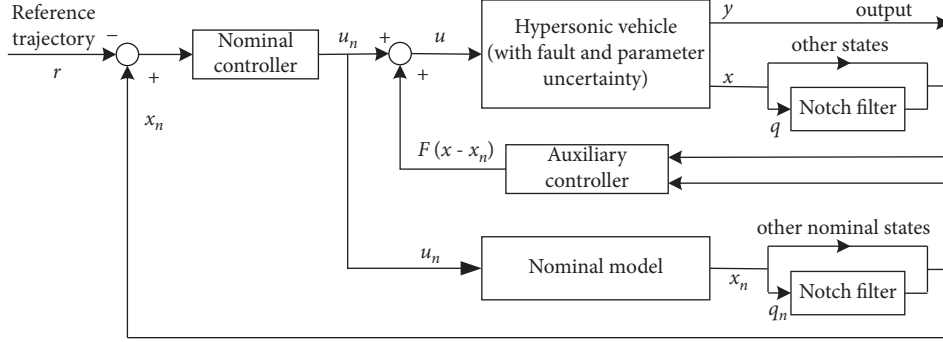 Reference
trajectory
r
−
+
x_n
Nominal
controller
u_n
+
+
u
Hypersonic vehicle
(with fault and parameter
uncertainty)
y
output
x
other states
q
Notch filter
F (x - x_n)
Auxiliary
controller
u_n
Nominal model
x_n
other nominal states
q_n
Notch filter